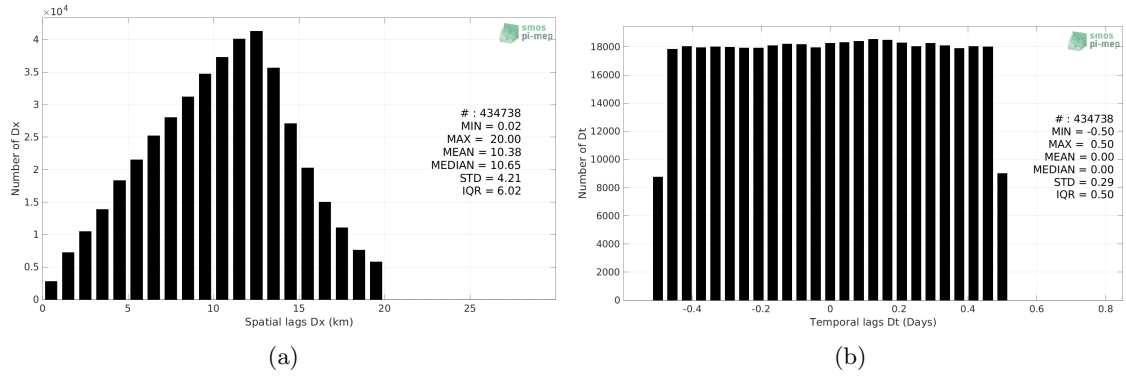 ×10^4
4
3.5
3
2.5
2
1.5
1
0.5
0
Number of Dx
0 5 10 15 20 25
Spatial lags Dx (km)
smos
pi-mep
# : 434738
MIN = 0.02
MAX = 20.00
MEAN = 10.38
MEDIAN = 10.65
STD = 4.21
IQR = 6.02
(a)
18000
16000
14000
12000
10000
8000
6000
4000
2000
0
Number of Dt
-0.4 -0.2 0 0.2 0.4 0.6 0.8
Temporal lags Dt (Days)
smos
pi-mep
# : 434738
MIN = -0.50
MAX = 0.50
MEAN = 0.00
MEDIAN = 0.00
STD = 0.29
IQR = 0.50
(b)